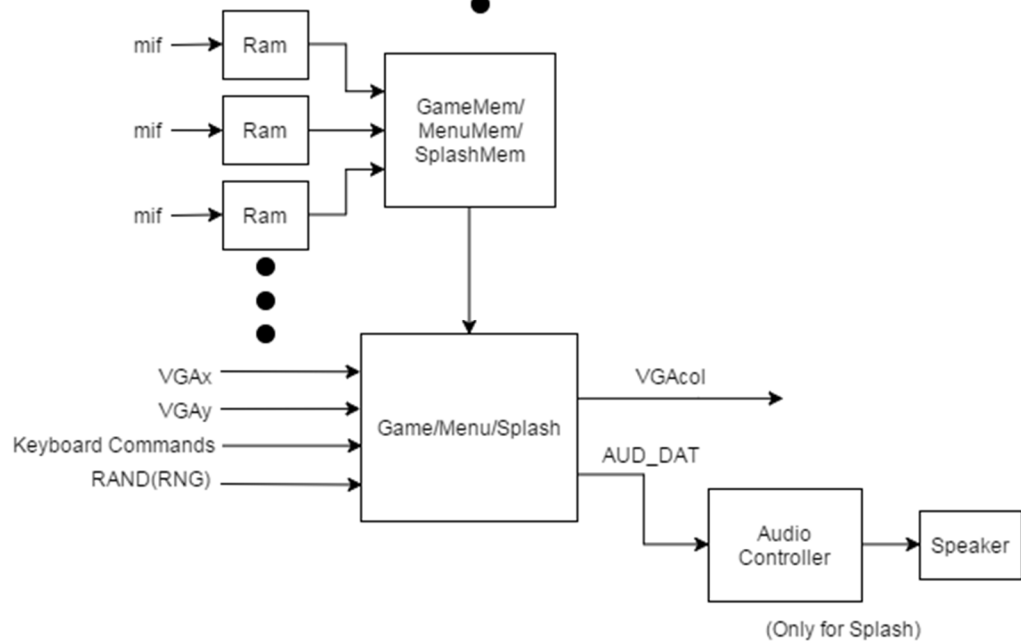 mif
Ram
mif
Ram
mif
Ram
GameMem/
MenuMem/
SplashMem
VGAx
VGAy
Keyboard Commands
RAND(RNG)
Game/Menu/Splash
VGAcol
AUD_DAT
Audio
Controller
Speaker
(Only for Splash)